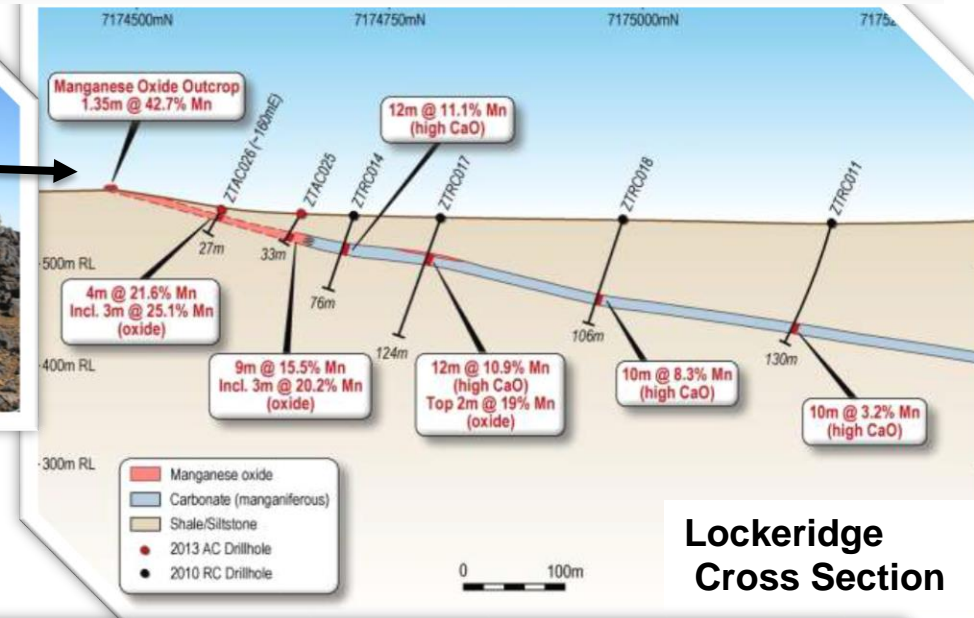 7174500mN
7174750mN
7175000mN
Manganese Oxide Outcrop
1.35m @ 42.7% Mn
ZTAC026 (~160mE)
ZTAC025
ZTRC014
12m @ 11.1% Mn
(high CaO)
ZTRC017
ZTRC018
ZTRC011
27m
33m
76m
124m
106m
130m
500m RL
400m RL
300m RL
4m @ 21.6% Mn
Incl. 3m @ 25.1% Mn
(oxide)
9m @ 15.5% Mn
Incl. 3m @ 20.2% Mn
(oxide)
12m @ 10.9% Mn
(high CaO)
Top 2m @ 19% Mn
(oxide)
10m @ 8.3% Mn
(high CaO)
10m @ 3.2% Mn
(high CaO)
Manganese oxide
Carbonate (manganiferous)
Shale/Siltstone
2013 AC Drillhole
2010 RC Drillhole
0 100m
Lockeridge
Cross Section